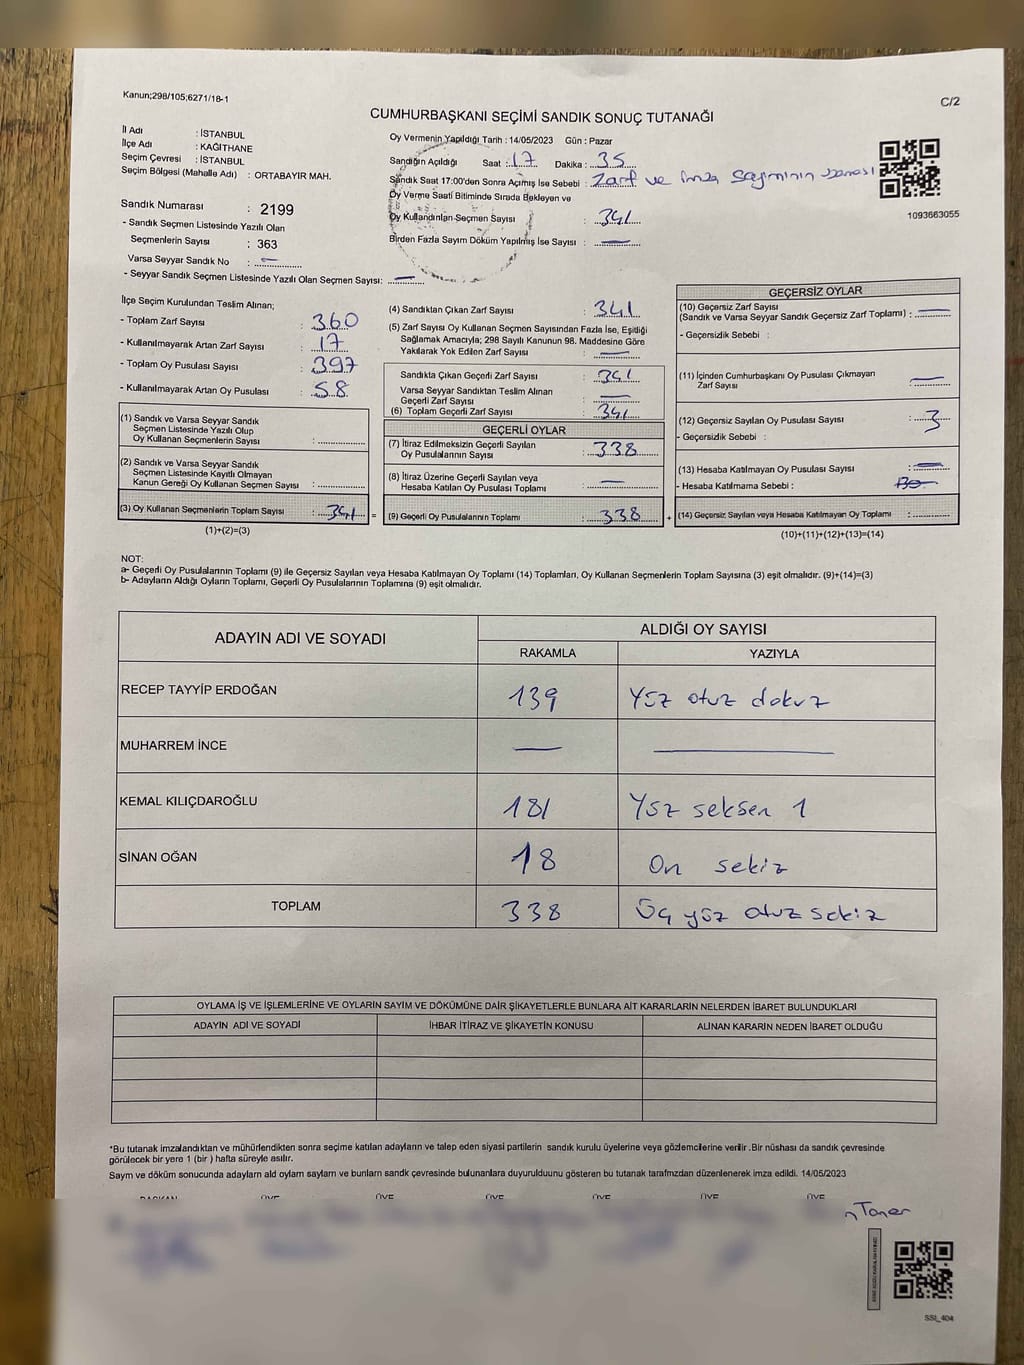 Kanun;298/105;6271/18-1
C/2
CUMHURBAŞKANI SEÇİMİ SANDIK SONUÇ TUTANAĞI
İl Adı : İSTANBUL
İlçe Adı : KAĞITHANE
Seçim Çevresi : İSTANBUL
Seçim Bölgesi (Mahalle Adı) : ORTABAYIR MAH.
Sandık Numarası : 2199
- Sandık Seçmen Listesinde Yazılı Olan
Seçmenlerin Sayısı : 363
Varsa Seyyar Sandık No : —
- Seyyar Sandık Seçmen Listesinde Yazılı Olan Seçmen Sayısı: —
Oy Vermenin Yapıldığı Tarih : 14/05/2023 Gün : Pazar
Sandığın Açıldığı Saat : 17 Dakika : 35
Sandık Saat 17:00'den Sonra Açılmış İse Sebebi : Zarf ve imza sayımının
Oy Verme Saati Bitiminde Sırada Bekleyen ve
Oy Kullandırılan Seçmen Sayısı : 341
Birden Fazla Sayım Döküm Yapılmış İse Sayısı : —
1093663055
İlçe Seçim Kurulundan Teslim Alınan;
- Toplam Zarf Sayısı : 360
- Kullanılmayarak Artan Zarf Sayısı : 17
- Toplam Oy Pusulası Sayısı : 397
- Kullanılmayarak Artan Oy Pusulası : 58
(1) Sandık ve Varsa Seyyar Sandık
Seçmen Listesinde Yazılı Olup
Oy Kullanan Seçmenlerin Sayısı :
(2) Sandık ve Varsa Seyyar Sandık
Seçmen Listesinde Kayıtlı Olmayan
Kanun Gereği Oy Kullanan Seçmen Sayısı :
(3) Oy Kullanan Seçmenlerin Toplam Sayısı : 341 =
(1)+(2)=(3)
(4) Sandıktan Çıkan Zarf Sayısı : 341
(5) Zarf Sayısı Oy Kullanan Seçmen Sayısından Fazla İse, Eşitliği
Sağlamak Amacıyla; 298 Sayılı Kanunun 98. Maddesine Göre
Yakılarak Yok Edilen Zarf Sayısı : —
Sandıkta Çıkan Geçerli Zarf Sayısı : 341
Varsa Seyyar Sandıktan Teslim Alınan
Geçerli Zarf Sayısı : —
(6) Toplam Geçerli Zarf Sayısı : 341
GEÇERLİ OYLAR
(7) İtiraz Edilmeksizin Geçerli Sayılan
Oy Pusulalarının Sayısı : 338
(8) İtiraz Üzerine Geçerli Sayılan veya
Hesaba Katılan Oy Pusulası Toplamı : —
(9) Geçerli Oy Pusulalarının Toplamı : 338 +
GEÇERSİZ OYLAR
(10) Geçersiz Zarf Sayısı
(Sandık ve Varsa Seyyar Sandık Geçersiz Zarf Toplamı) : —
- Geçersizlik Sebebi :
(11) İçinden Cumhurbaşkanı Oy Pusulası Çıkmayan
Zarf Sayısı : —
(12) Geçersiz Sayılan Oy Pusulası Sayısı : 3
- Geçersizlik Sebebi :
(13) Hesaba Katılmayan Oy Pusulası Sayısı : —
- Hesaba Katılmama Sebebi :
(14) Geçersiz Sayılan veya Hesaba Katılmayan Oy Toplamı :
(10)+(11)+(12)+(13)=(14)
NOT:
a- Geçerli Oy Pusulalarının Toplamı (9) ile Geçersiz Sayılan veya Hesaba Katılmayan Oy Toplamı (14) Toplamları, Oy Kullanan Seçmenlerin Toplam Sayısına (3) eşit olmalıdır. (9)+(14)=(3)
b- Adayların Aldığı Oyların Toplamı, Geçerli Oy Pusulalarının Toplamına (9) eşit olmalıdır.
ADAYIN ADI VE SOYADI ALDIĞI OY SAYISI
RAKAMLA YAZIYLA
RECEP TAYYİP ERDOĞAN 139 Yüz otuz dokuz
MUHARREM İNCE — —
KEMAL KILIÇDAROĞLU 181 Yüz seksen 1
SİNAN OĞAN 18 On sekiz
TOPLAM 338 Üç yüz otuz sekiz
OYLAMA İŞ VE İŞLEMLERİNE VE OYLARIN SAYIM VE DÖKÜMÜNE DAİR ŞİKAYETLERLE BUNLARA AİT KARARLARIN NELERDEN İBARET BULUNDUKLARI
ADAYIN ADI VE SOYADI İHBAR İTİRAZ VE ŞİKAYETİN KONUSU ALINAN KARARIN NEDEN İBARET OLDUĞU
*Bu tutanak imzalandıktan ve mühürlendikten sonra seçime katılan adayların ve talep eden siyasi partilerin sandık kurulu üyelerine veya gözlemcilerine verilir .Bir nüshası da sandık çevresinde
görülecek bir yere 1 (bir ) hafta süreyle asılır.
Saym ve döküm sonucunda adaylarn ald oylarn saylarn ve bunlarn sandk çevresinde bulunanlara duyurulduunu gösteren bu tutanak tarafmzdan düzenlenerek imza edildi. 14/05/2023
BAŞKAN ÜYE ÜYE ÜYE ÜYE ÜYE ÜYE
Taner
SSI_404